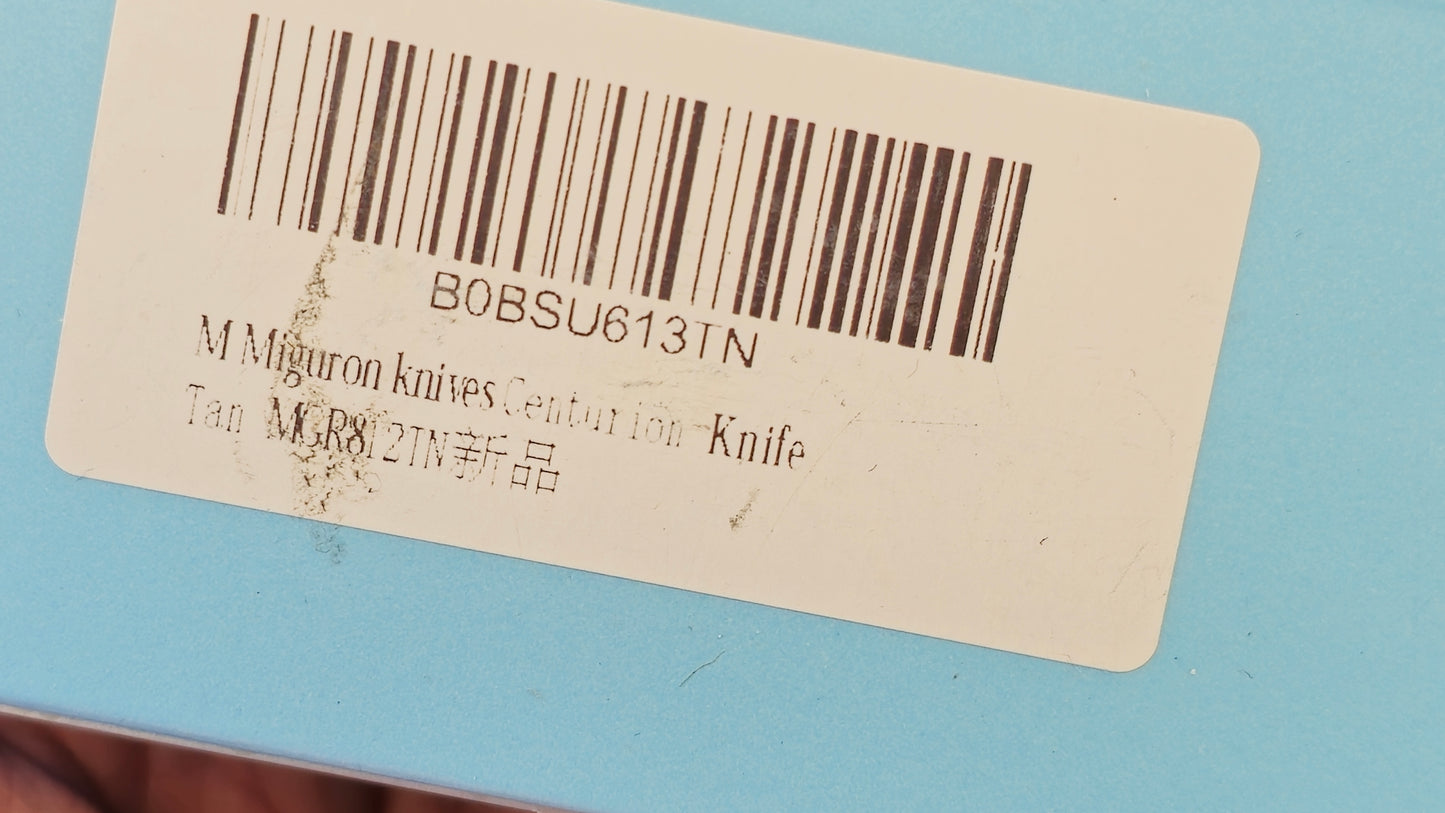 B0BSU613TN
M Miguron knives Centurion Knife
Tan MGR812TN新品